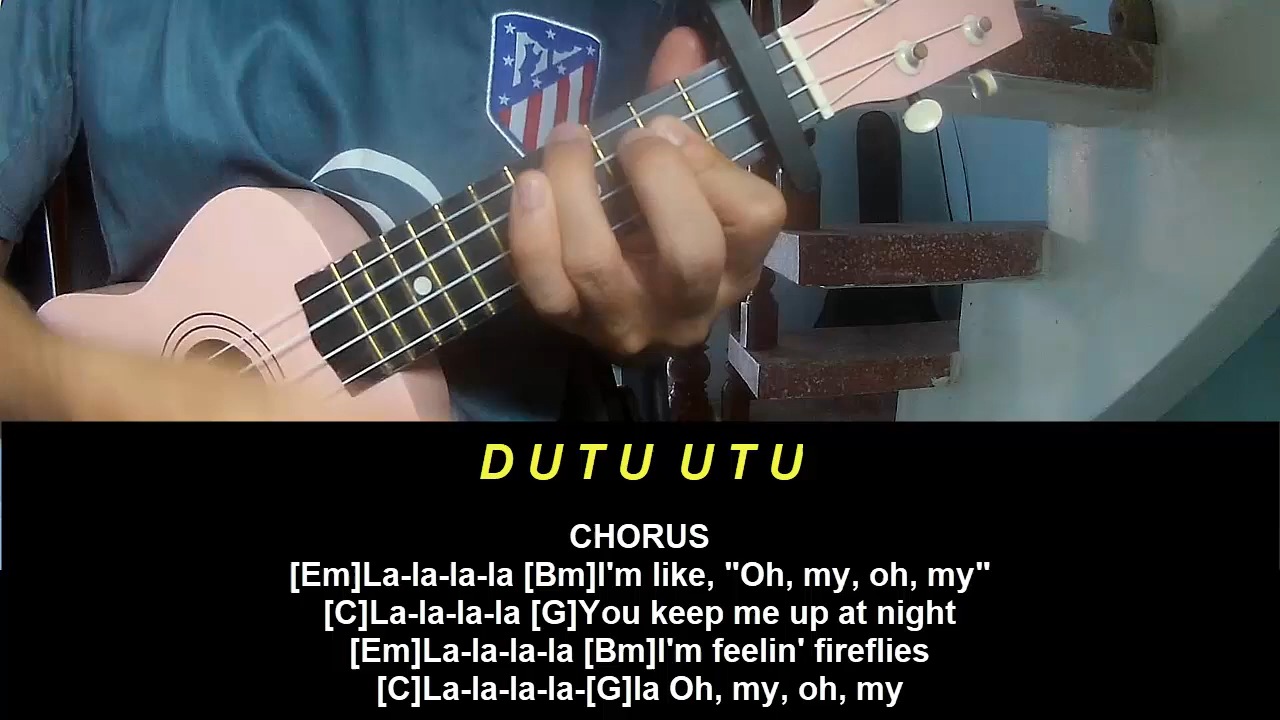 D U T U U T U
CHORUS
[Em]La-la-la-la [Bm]I'm like, "Oh, my, oh, my"
[C]La-la-la-la [G]You keep me up at night
[Em]La-la-la-la [Bm]I'm feelin' fireflies
[C]La-la-la-la-[G]la Oh, my, oh, my